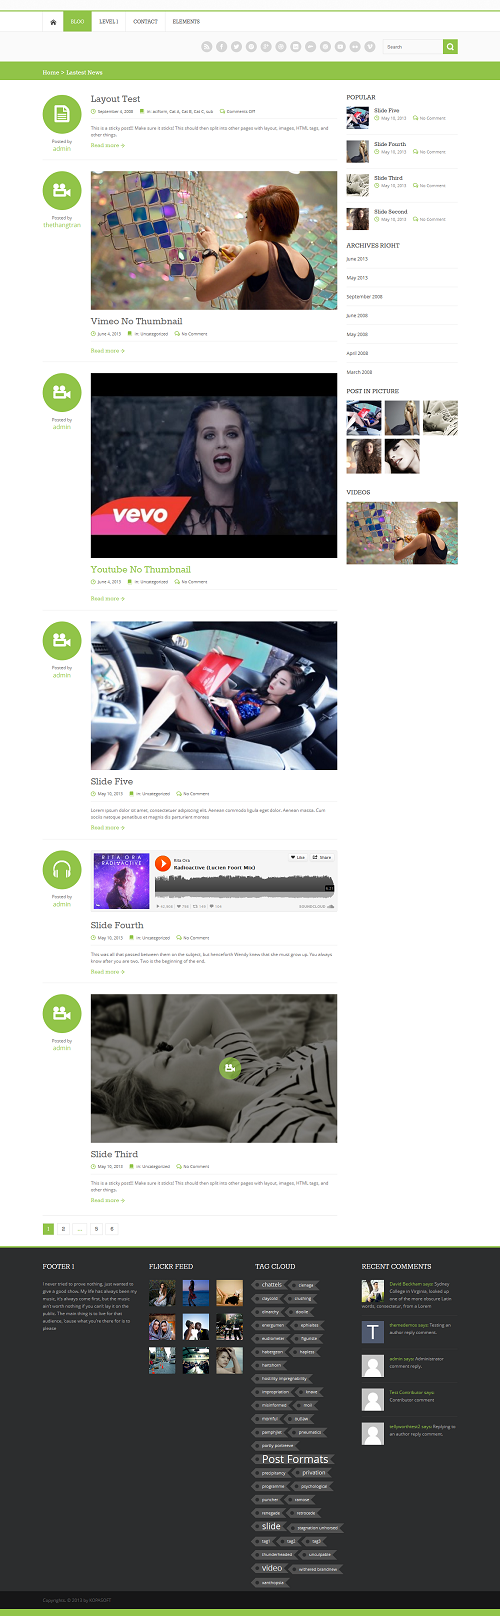 BLOG
LEVEL 1
CONTACT
ELEMENTS
Search
Home > Lastest News
Layout Test
September 4, 2008 in: aciform, Cat A, Cat B, Cat C, sub Comments Off
This is a sticky post!! Make sure it sticks! This should then split into other pages with layout, images, HTML tags, and
other things.
Read more
Posted by
admin
Posted by
thethangtran
Vimeo No Thumbnail
June 4, 2013 in: Uncategorized No Comment
Read more
Posted by
admin
vevo
Youtube No Thumbnail
June 4, 2013 in: Uncategorized No Comment
Read more
Posted by
admin
Slide Five
May 10, 2013 in: Uncategorized No Comment
Lorem ipsum dolor sit amet, consectetuer adipiscing elit. Aenean commodo ligula eget dolor. Aenean massa. Cum
sociis natoque penatibus et magnis dis parturient montes
Read more
Posted by
admin
RITA ORA
RADIOACTIVE
Rita Ora
Radioactive (Lucien Foort Mix)
Like
Share
SOUNDCLOUD
Slide Fourth
May 10, 2013 in: Uncategorized No Comment
This was all that passed between them on the subject, but henceforth Wendy knew that she must grow up. You always
know after you are two. Two is the beginning of the end.
Read more
Posted by
admin
Slide Third
May 10, 2013 in: Uncategorized No Comment
This is a sticky post!! Make sure it sticks! This should then split into other pages with layout, images, HTML tags, and
other things.
Read more
1 2 ... 5 6
POPULAR
Slide Five
May 10, 2013 No Comment
Slide Fourth
May 10, 2013 No Comment
Slide Third
May 10, 2013 No Comment
Slide Second
May 10, 2013 No Comment
ARCHIVES RIGHT
June 2013
May 2013
September 2008
June 2008
May 2008
April 2008
March 2008
POST IN PICTURE
VIDEOS
FOOTER 1
I never tried to prove nothing, just wanted to
give a good show. My life has always been my
music, it's always come first, but the music
ain't worth nothing if you can't lay it on the
public. The main thing is to live for that
audience, 'cause what you're there for is to
please
FLICKR FEED
TAG CLOUD
chattels tienaga
claycold crushing
dinarchy doolie
energumen ephialtes
eudiometer figuriste
habergeon hapless
hartshorn
hostility impregnability
impropriation knave
misinformed moil
mornful outlaw
pamphjlet pneumatics
portly portreeve
Post Formats
precipitancy privation
programme psychological
puncher ramose
renegade retrocede
slide stagnation unhorsed
tag1 tag2 tag3
thunderheaded unculpable
video withered brandnew
xanthopsia
RECENT COMMENTS
David Beckham says: Sydney
College in Virginia, looked up
one of the more obscure Latin
words, consectetur, from a Lorem
T
themedemos says: Testing an
author reply comment.
admin says: Administrator
comment reply.
Test Contributor says:
Contributor comment
tellyworthtest2 says: Replying to
an author reply comment.
Copyrights. © 2013 by KOPASOFT